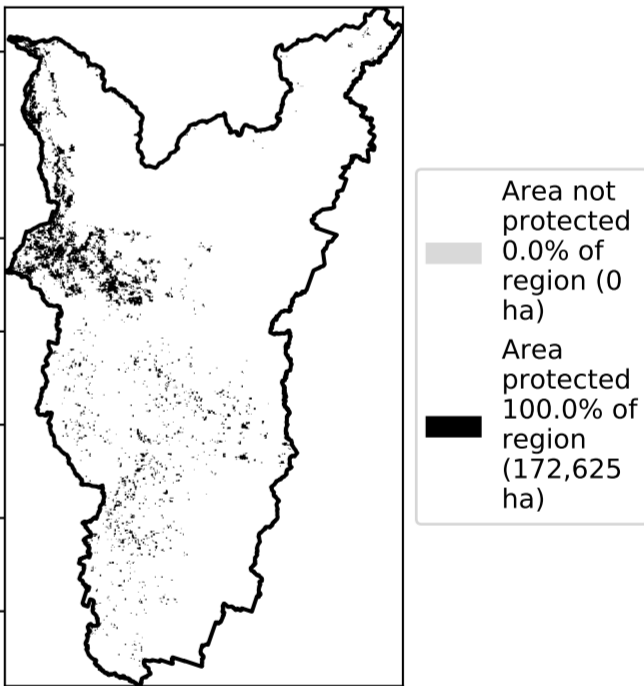 Area not
protected
0.0% of
region (0
ha)
Area
protected
100.0% of
region
(172,625
ha)